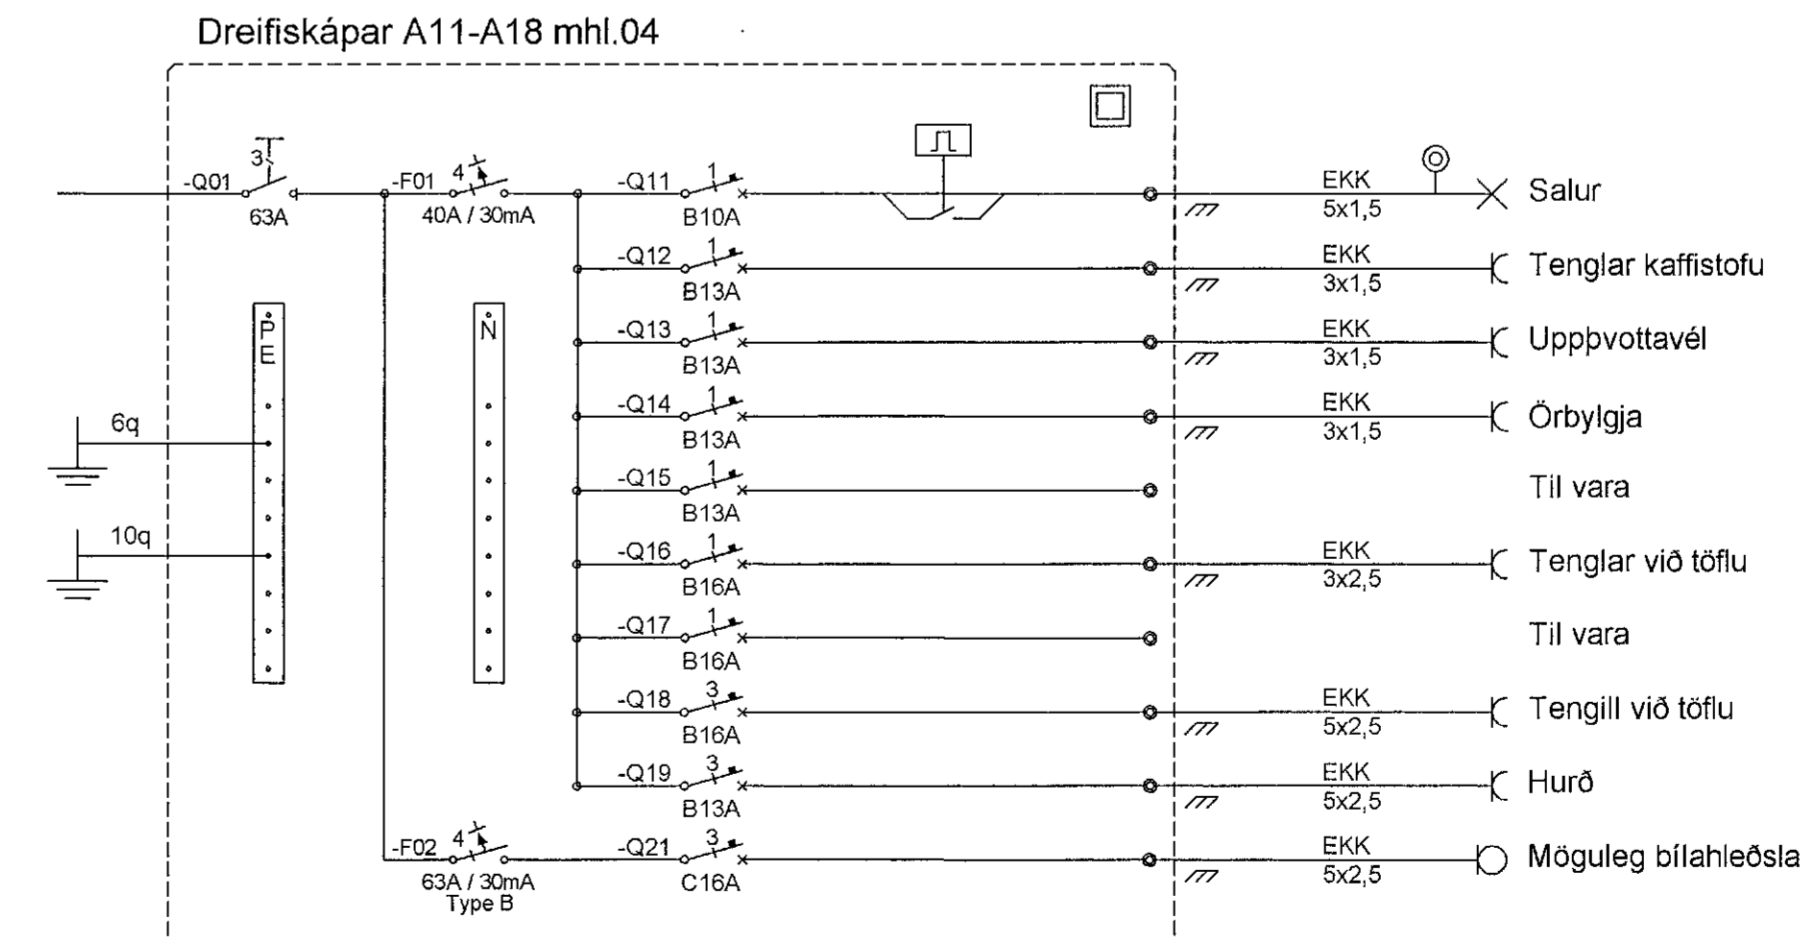 Dreifiskápar A11-A18 mhl.04
-Q01 3 63A
-F01 4 40A / 30mA
-Q11 1 B10A EKK 5x1,5 Salur
-Q12 1 B13A EKK 3x1,5 Tenglar kaffistofu
-Q13 1 B13A EKK 3x1,5 Uppþvottavél
-Q14 1 B13A EKK 3x1,5 Örbylgja
-Q15 1 B13A Til vara
-Q16 1 B16A EKK 3x2,5 Tenglar við töflu
-Q17 1 B16A Til vara
-Q18 3 B16A EKK 5x2,5 Tengill við töflu
-Q19 3 B13A EKK 5x2,5 Hurð
-F02 4 63A / 30mA Type B
-Q21 3 C16A EKK 5x2,5 Möguleg bílahleðsla
PE
N
6q
10q